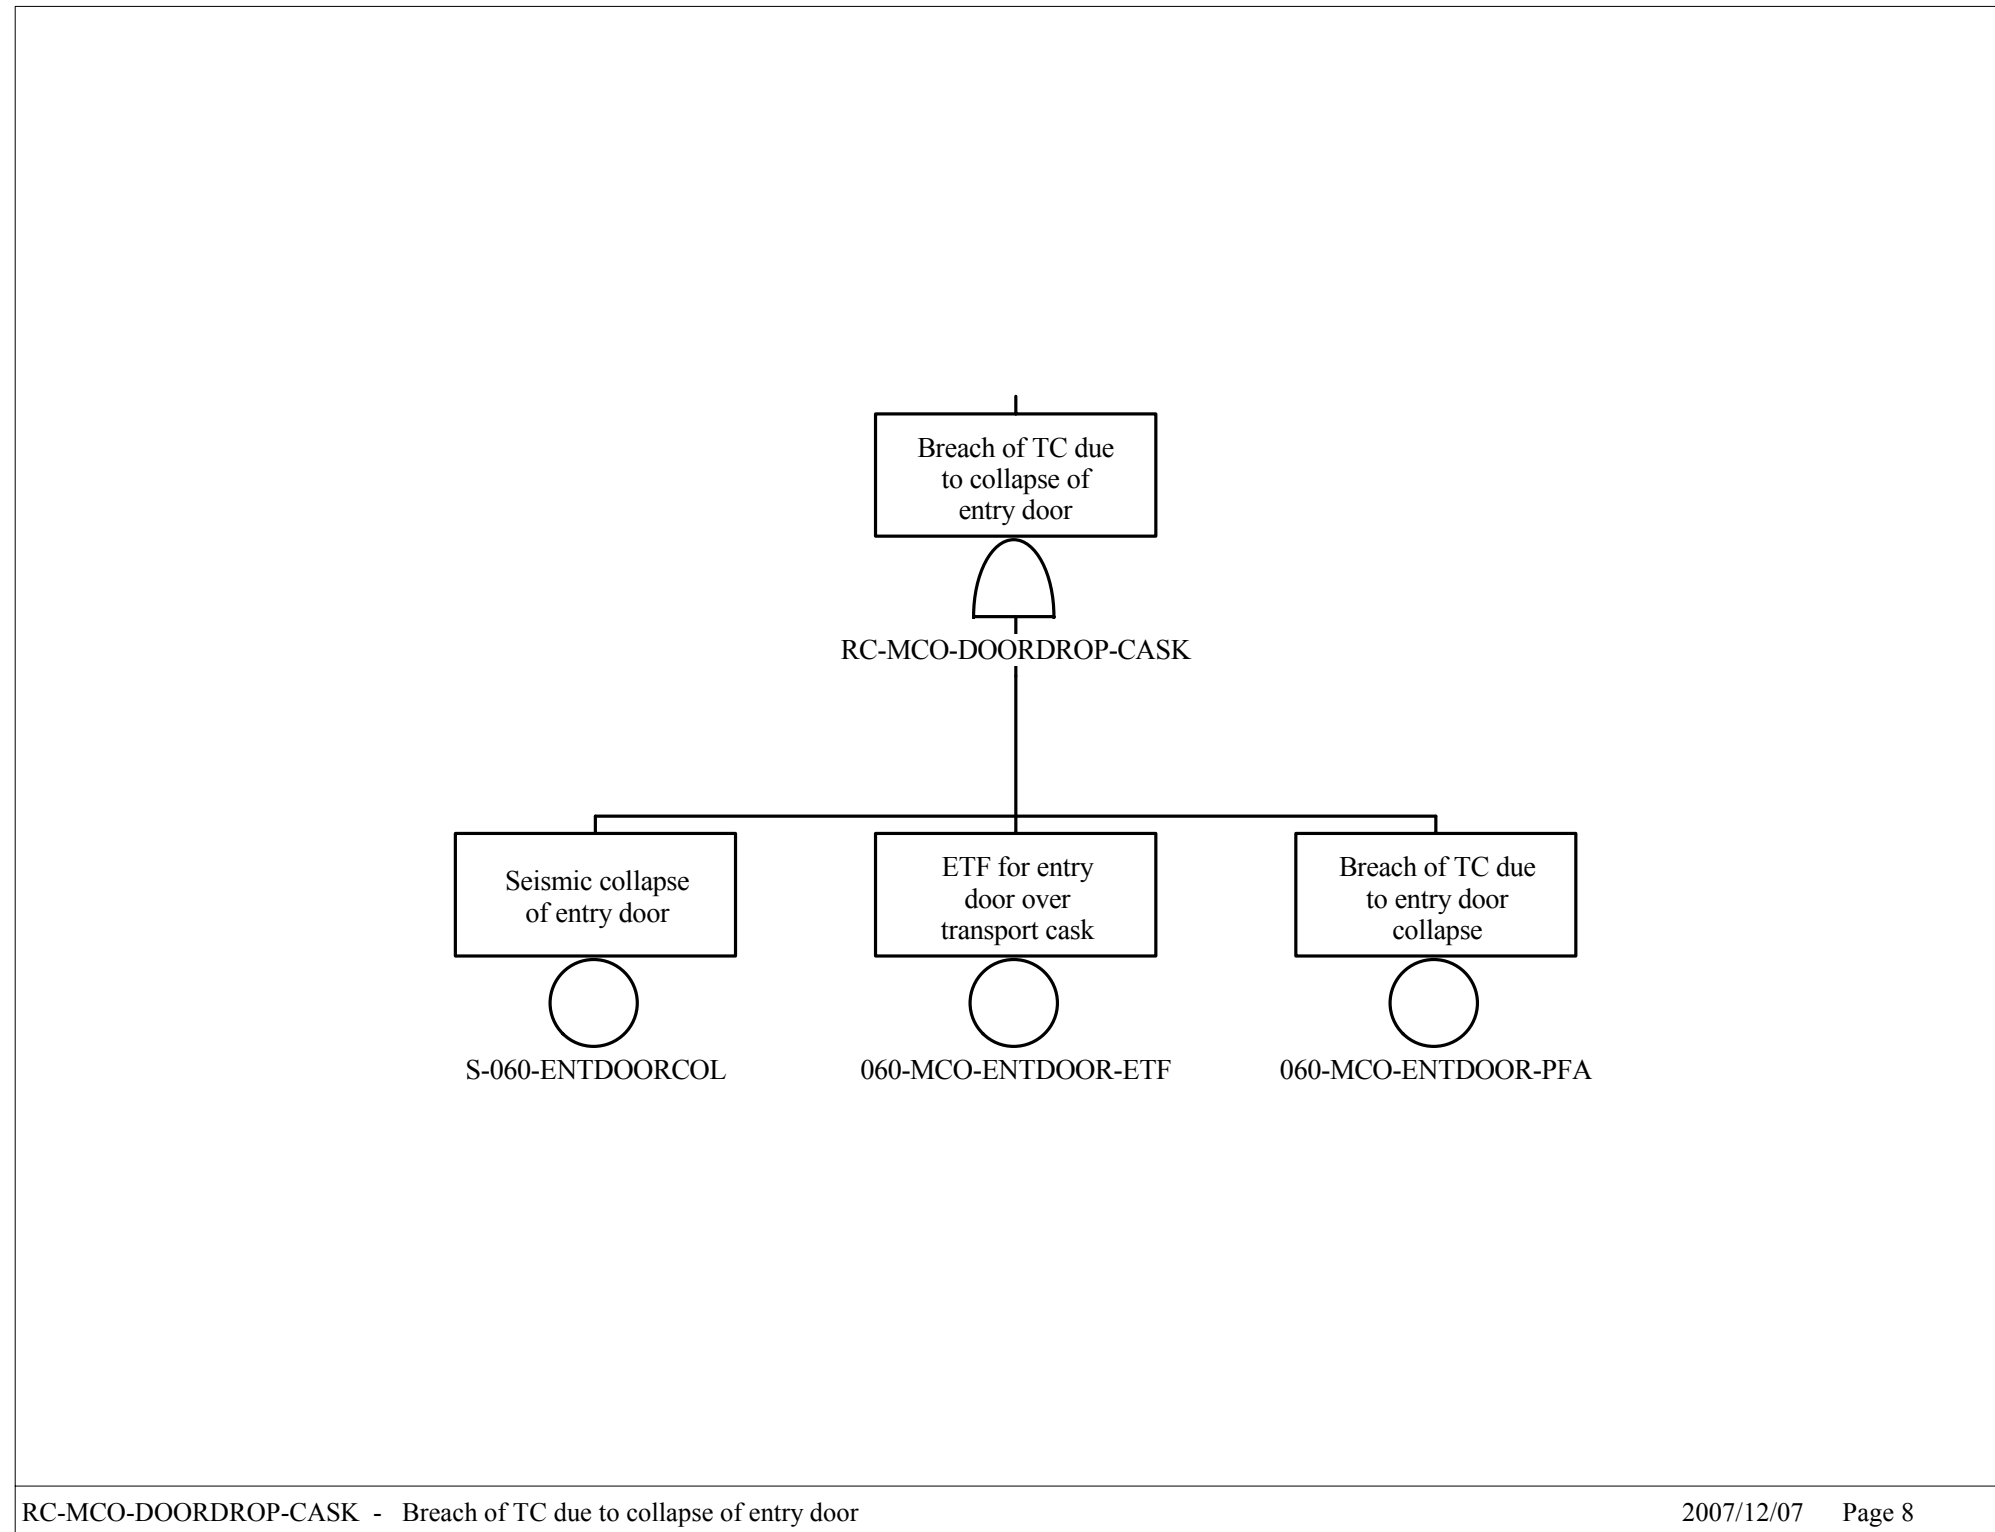 Breach of TC due
to collapse of
entry door
RC-MCO-DOORDROP-CASK
Seismic collapse
of entry door
S-060-ENTDOORCOL
ETF for entry
door over
transport cask
060-MCO-ENTDOOR-ETF
Breach of TC due
to entry door
collapse
060-MCO-ENTDOOR-PFA
RC-MCO-DOORDROP-CASK - Breach of TC due to collapse of entry door
2007/12/07 Page 8